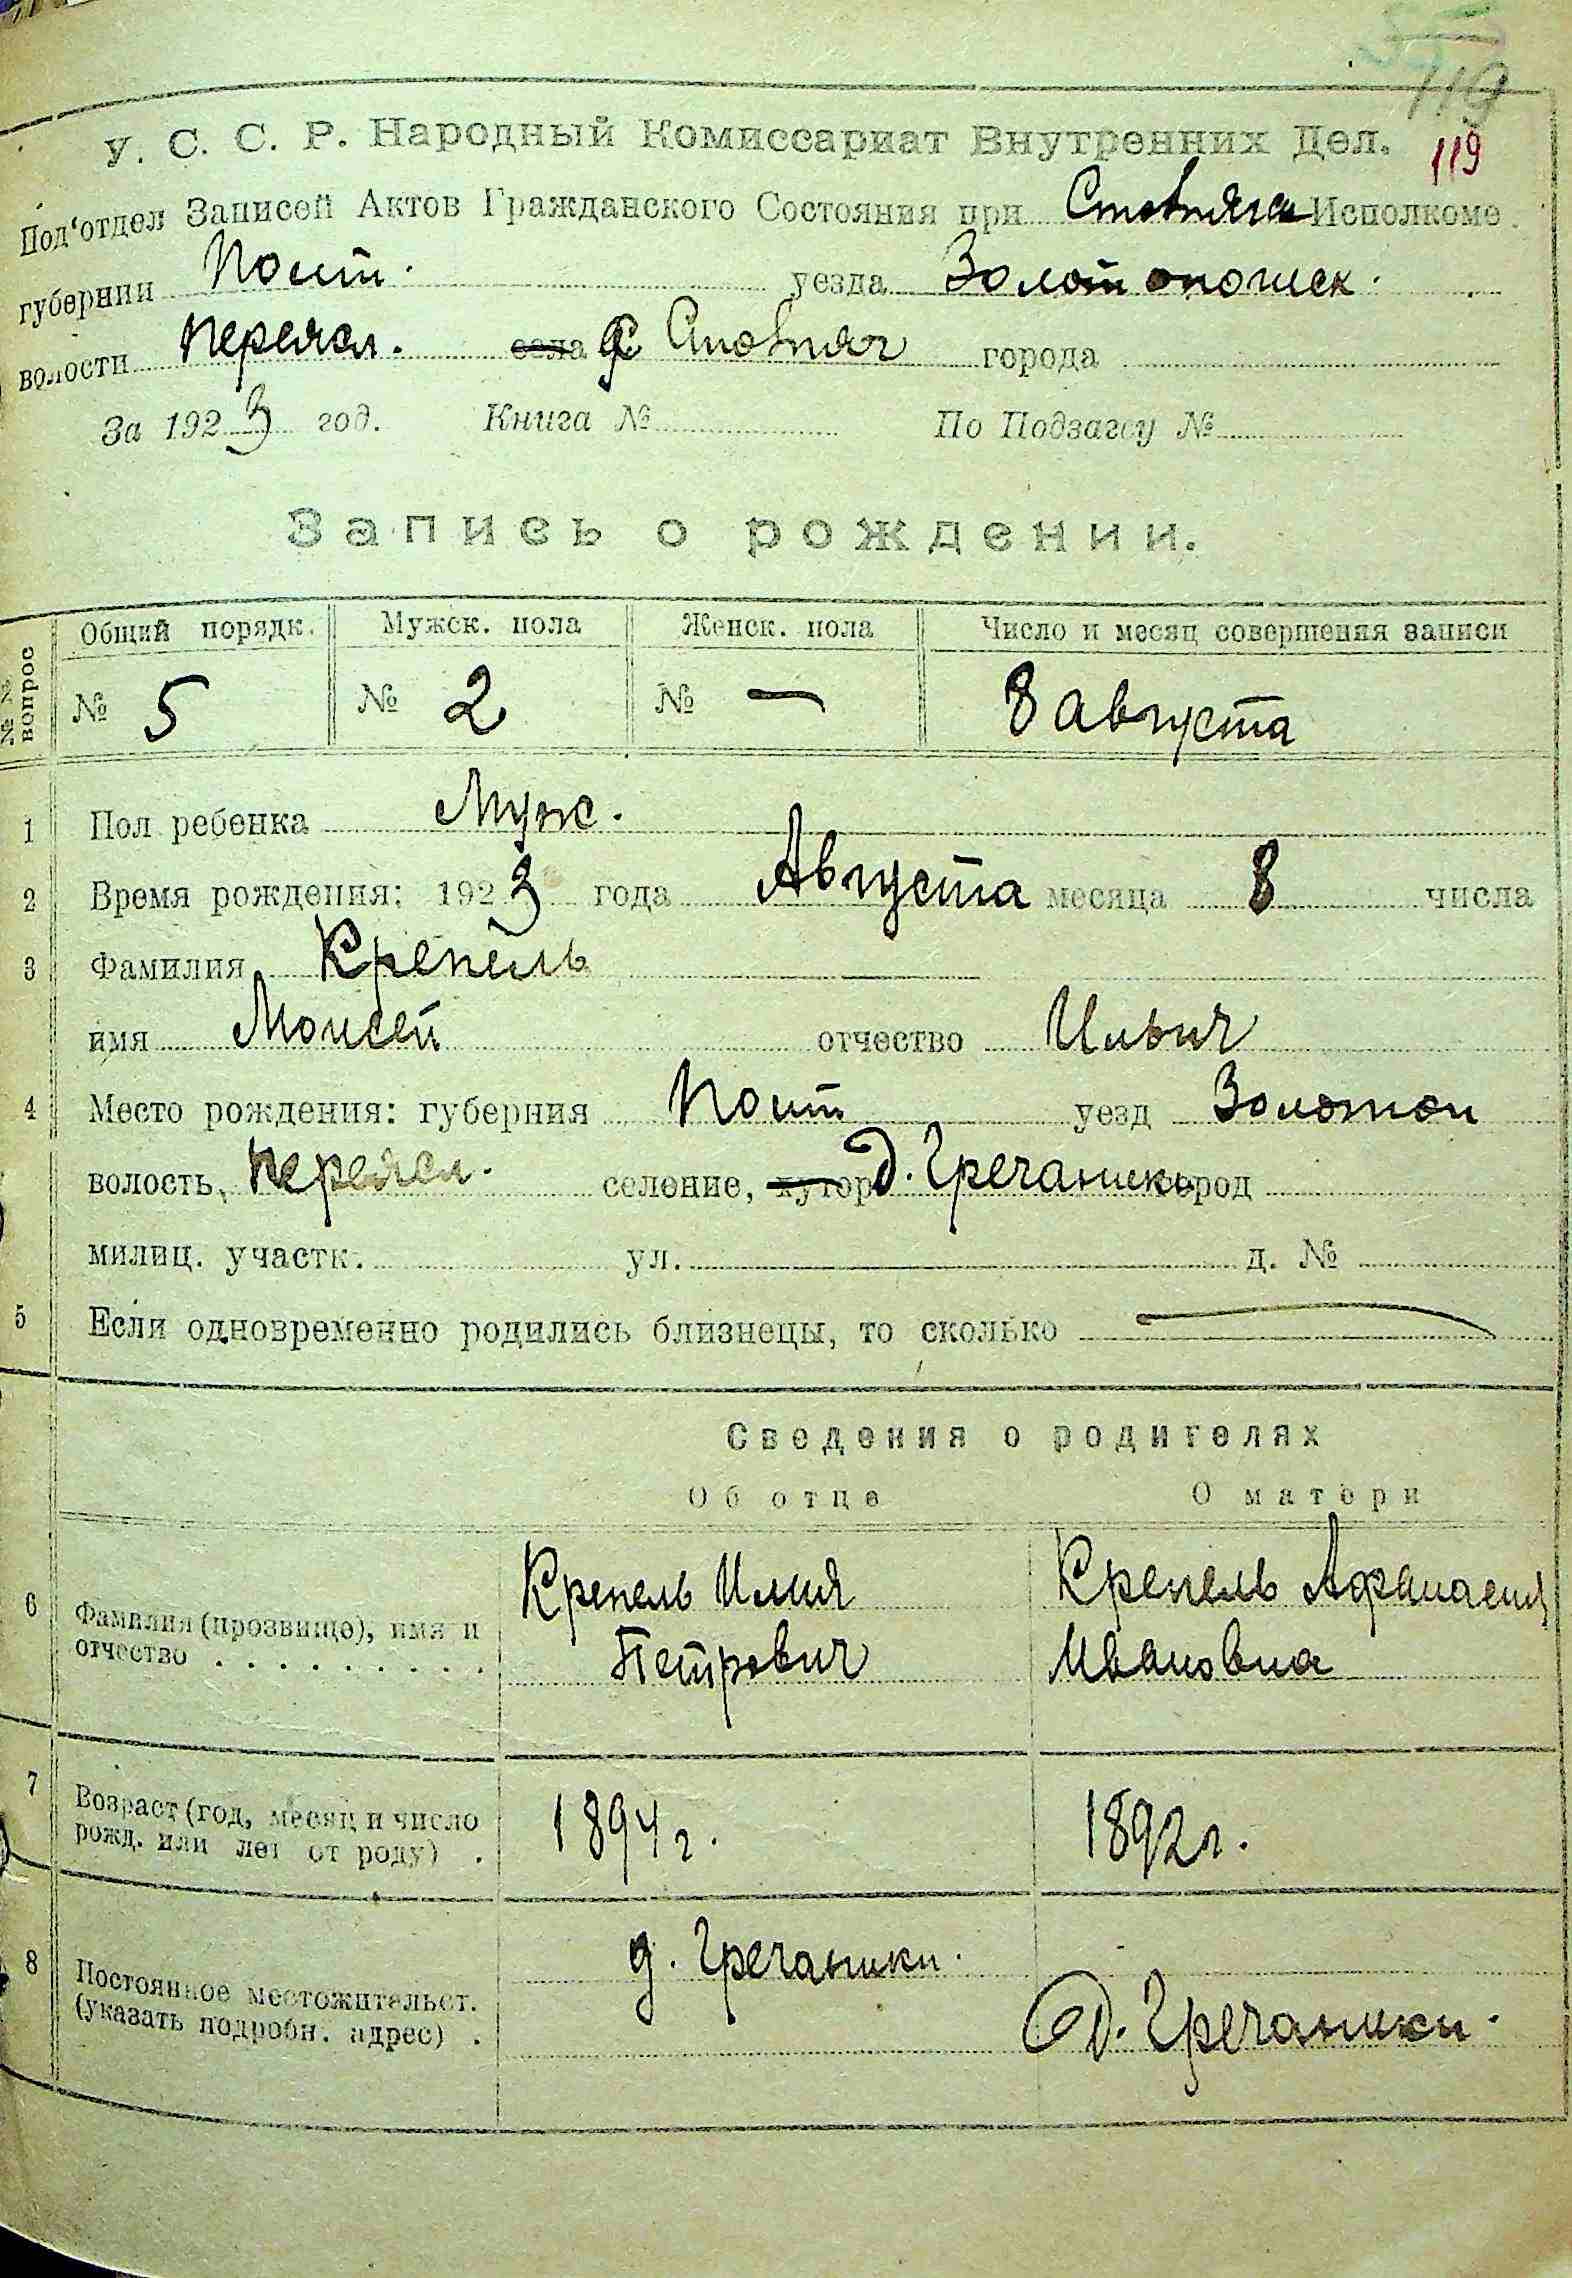 119
119
У. С. С. Р. Народный Комиссариат Внутренних Дел.
Под'отдел Записей Актов Гражданского Состояния при Стовпяга Исполкоме.
губернии Полт. уезда Золотоношск.
волости Переясл. села д Стовпяг города
За 1923 год. Книга № По Подзагсу №
Запись о рождении.
№ № вопрос Общий порядк. Мужск. пола Женск. пола Число и месяц совершения записи
№ 5 № 2 № — 8 августа
1 Пол ребенка Муж.
2 Время рождения: 1923 года Августа месяца 8 числа
3 Фамилия Крепель
имя Моисей отчество Ильич
4 Место рождения: губерния Полт уезд Золотон
волость, Переясл. селение, хутор д. Гречаники город
милиц. участк. ул. д. №
5 Если одновременно родились близнецы, то сколько —
Сведения о родителях
Об отце О матери
6 Фамилия (прозвище), имя и Крепель Илия Крепель Афанасия
отчество . . . . . . . . . Петрович Ивановна
7 Возраст (год, месяц и число 1894 г. 1892 г.
рожд. или лет от роду) .
8 Постоянное местожительст. д. Гречаники.
(указать подробн. адрес) . д. Гречаники.